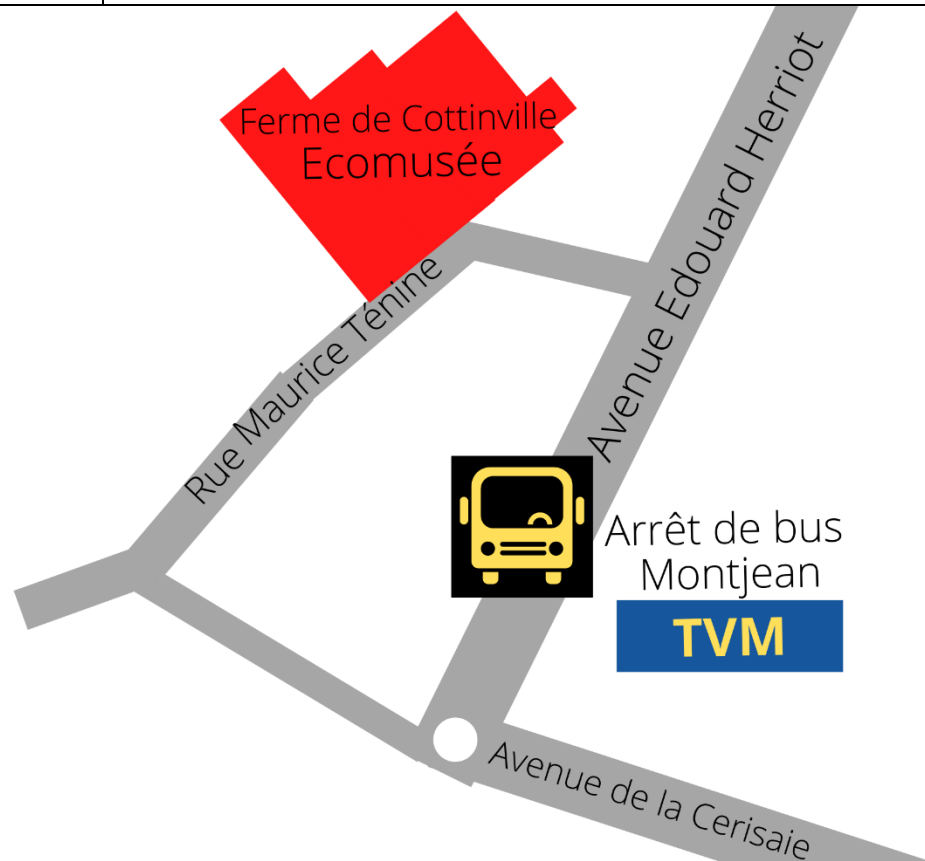 Ferme de Cottinville
Ecomusée
Avenue Edouard Herriot
Rue Maurice Ténine
Arrêt de bus
Montjean
TVM
Avenue de la Cerisaie